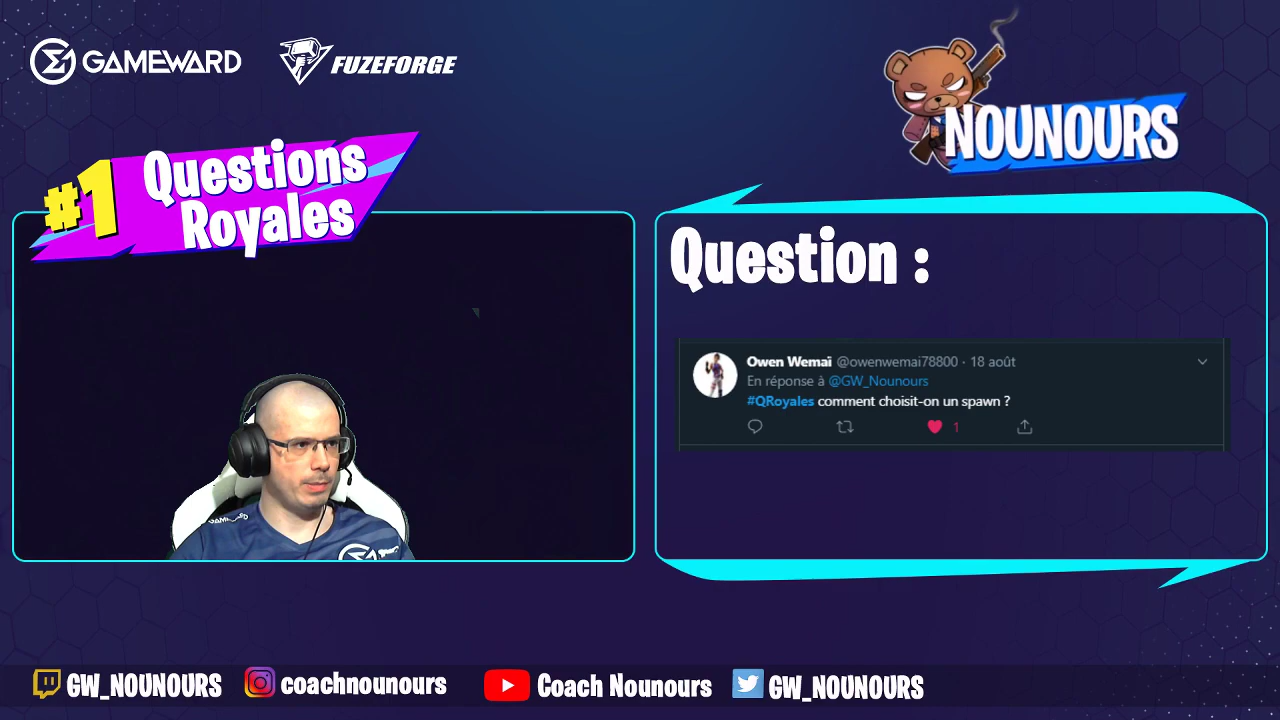 GAMEWARD
FUZEFORGE
NOUNOURS
#1 Questions
Royales
Question :
Owen Wemaï @owenwemai78800 · 18 août
En réponse à @GW_Nounours
#QRoyales comment choisit-on un spawn ?
1
GW_NOUNOURS
coachnounours
Coach Nounours
GW_NOUNOURS